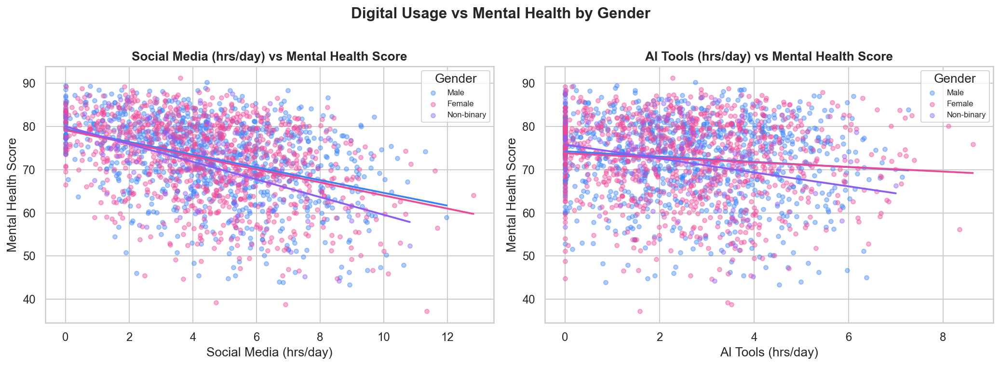 Digital Usage vs Mental Health by Gender
Social Media (hrs/day) vs Mental Health Score
Mental Health Score
90
80
70
60
50
40
Gender
Male
Female
Non-binary
0
2
4
6
8
10
12
Social Media (hrs/day)
AI Tools (hrs/day) vs Mental Health Score
Mental Health Score
90
80
70
60
50
40
Gender
Male
Female
Non-binary
0
2
4
6
8
AI Tools (hrs/day)